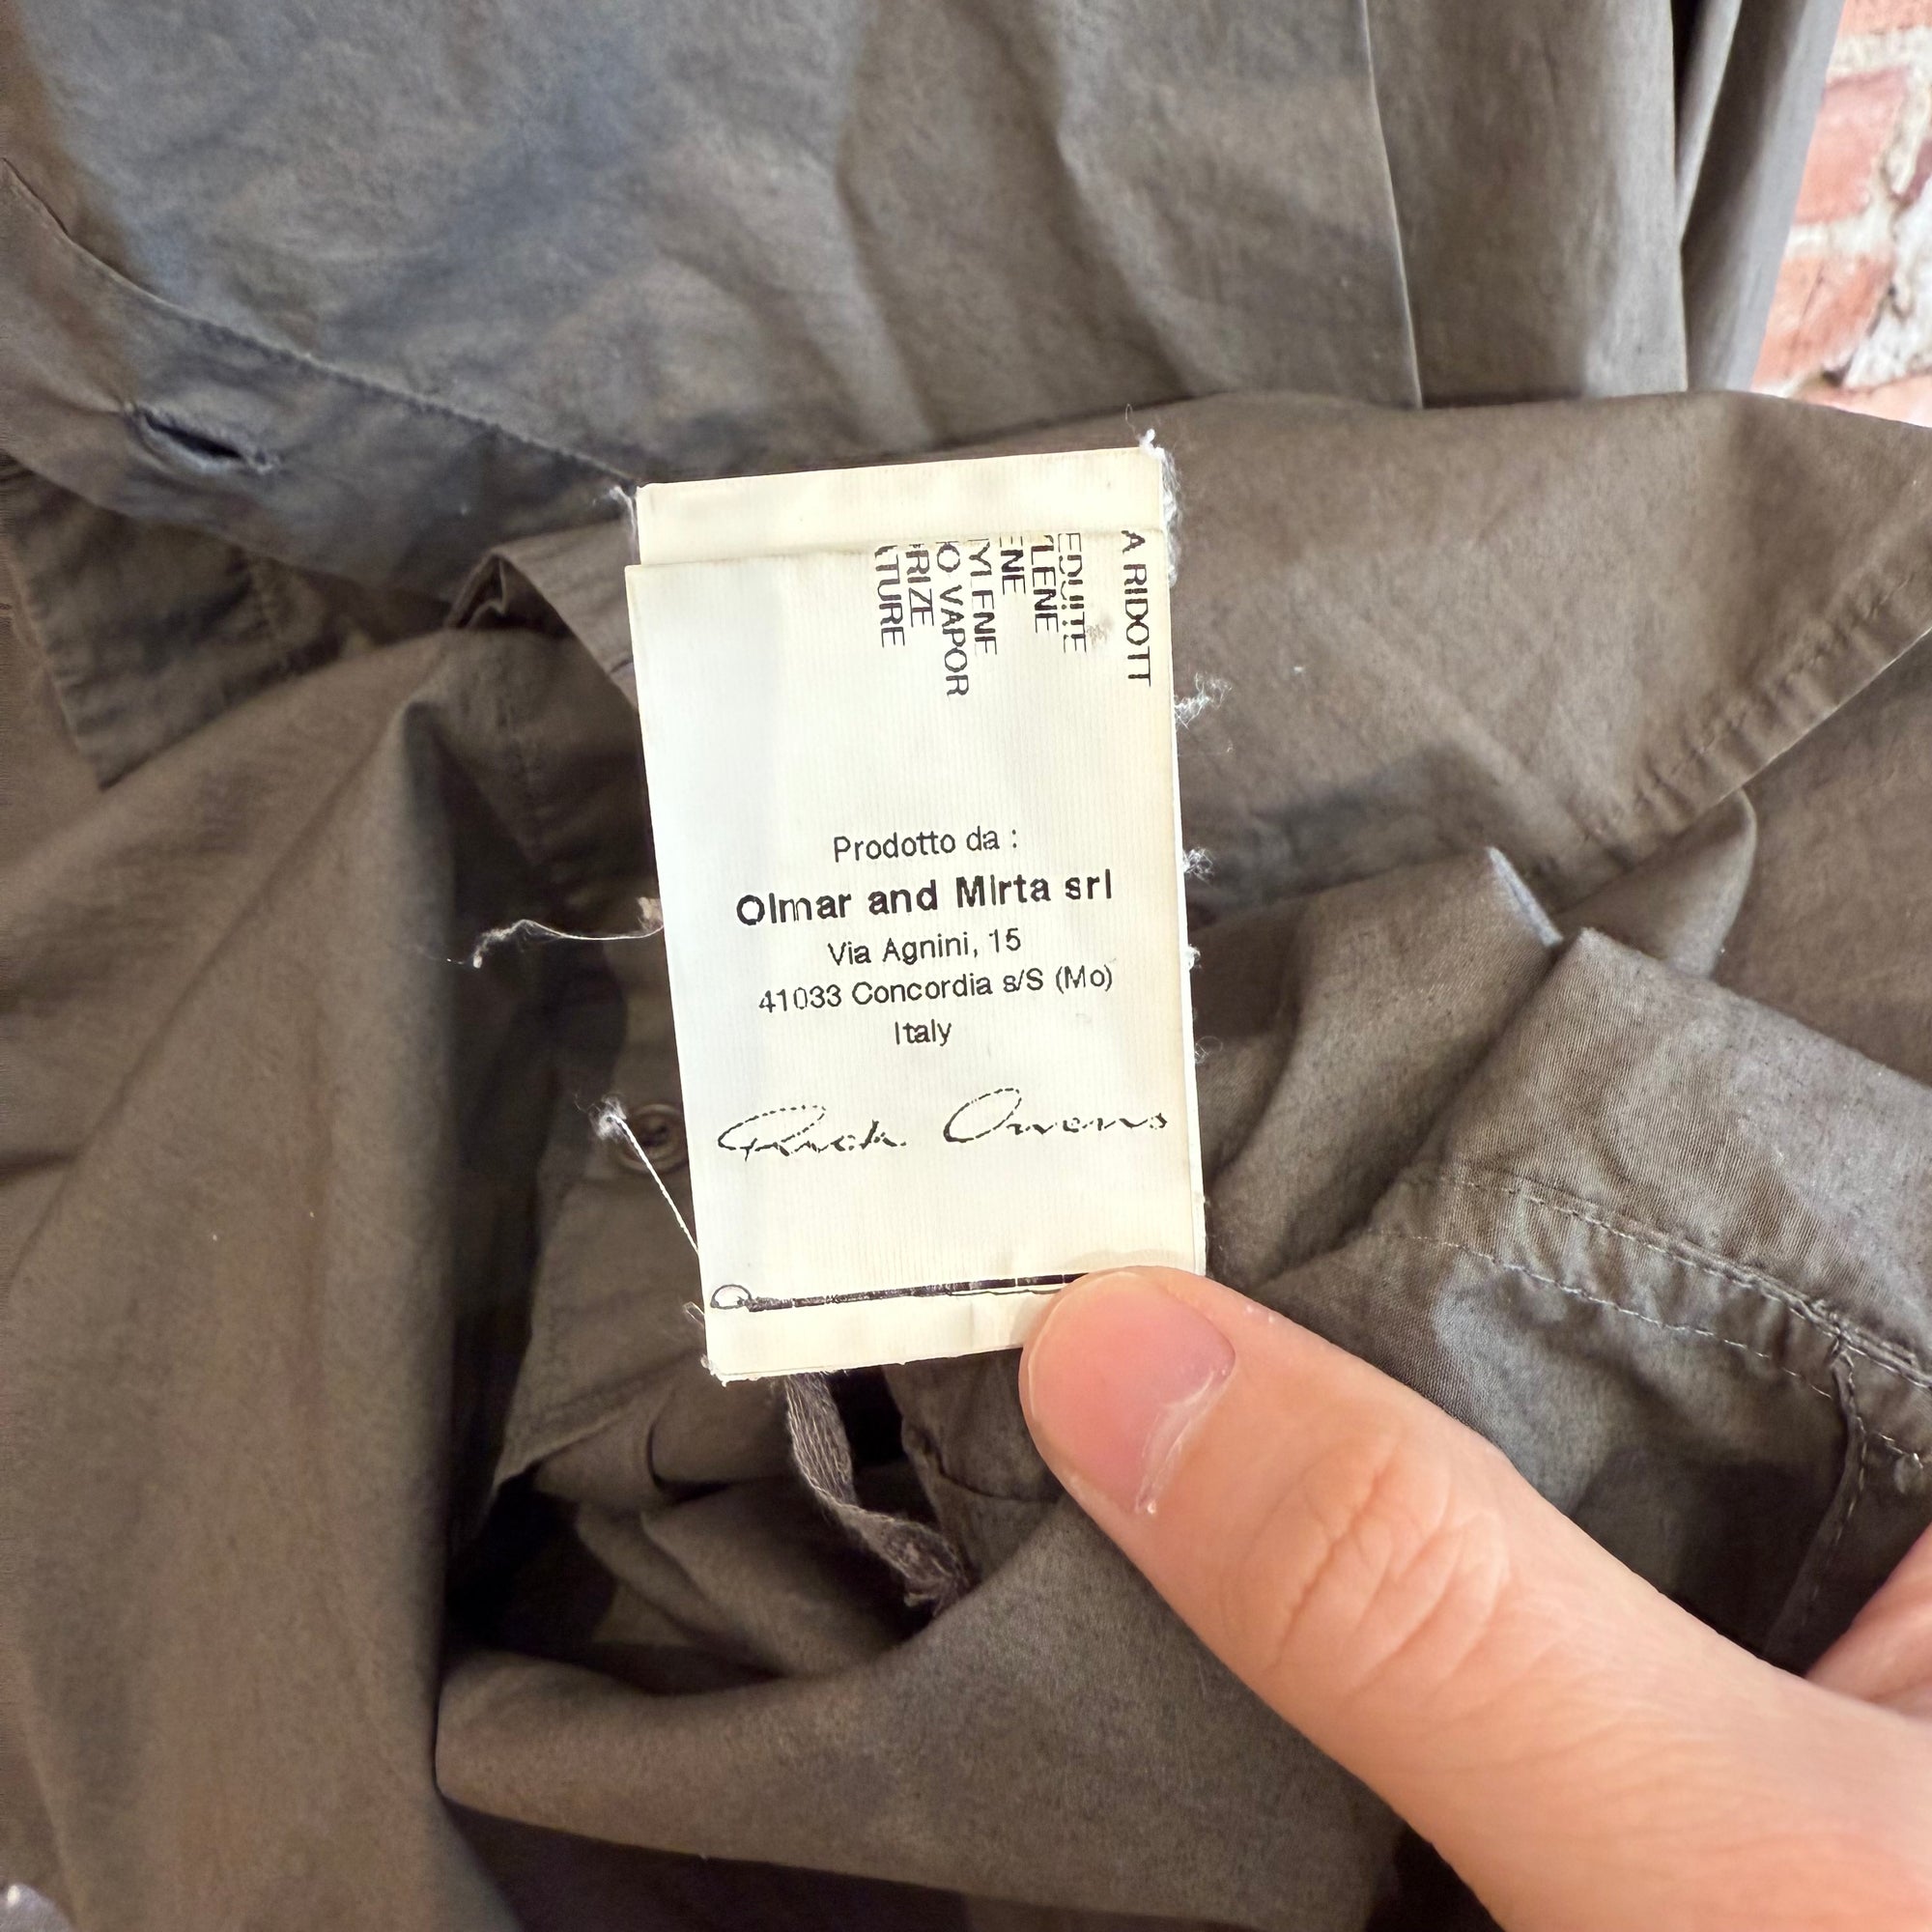 A RIDOTT
EDUITE
LENE
ENE
YLENE
O VAPOR
RIZE
TURE
Prodotto da :
Olmar and Mirta srl
Via Agnini, 15
41033 Concordia s/S (Mo)
Italy
Rick Owens